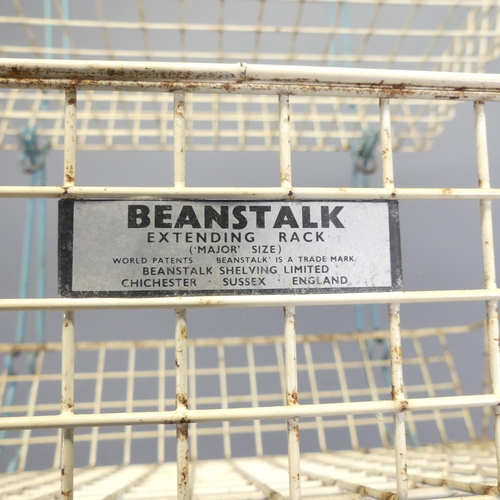 BEANSTALK
EXTENDING RACK
('MAJOR' SIZE)
WORLD PATENTS BEANSTALK' IS A TRADE MARK.
BEANSTALK SHELVING LIMITED
CHICHESTER · SUSSEX · ENGLAND